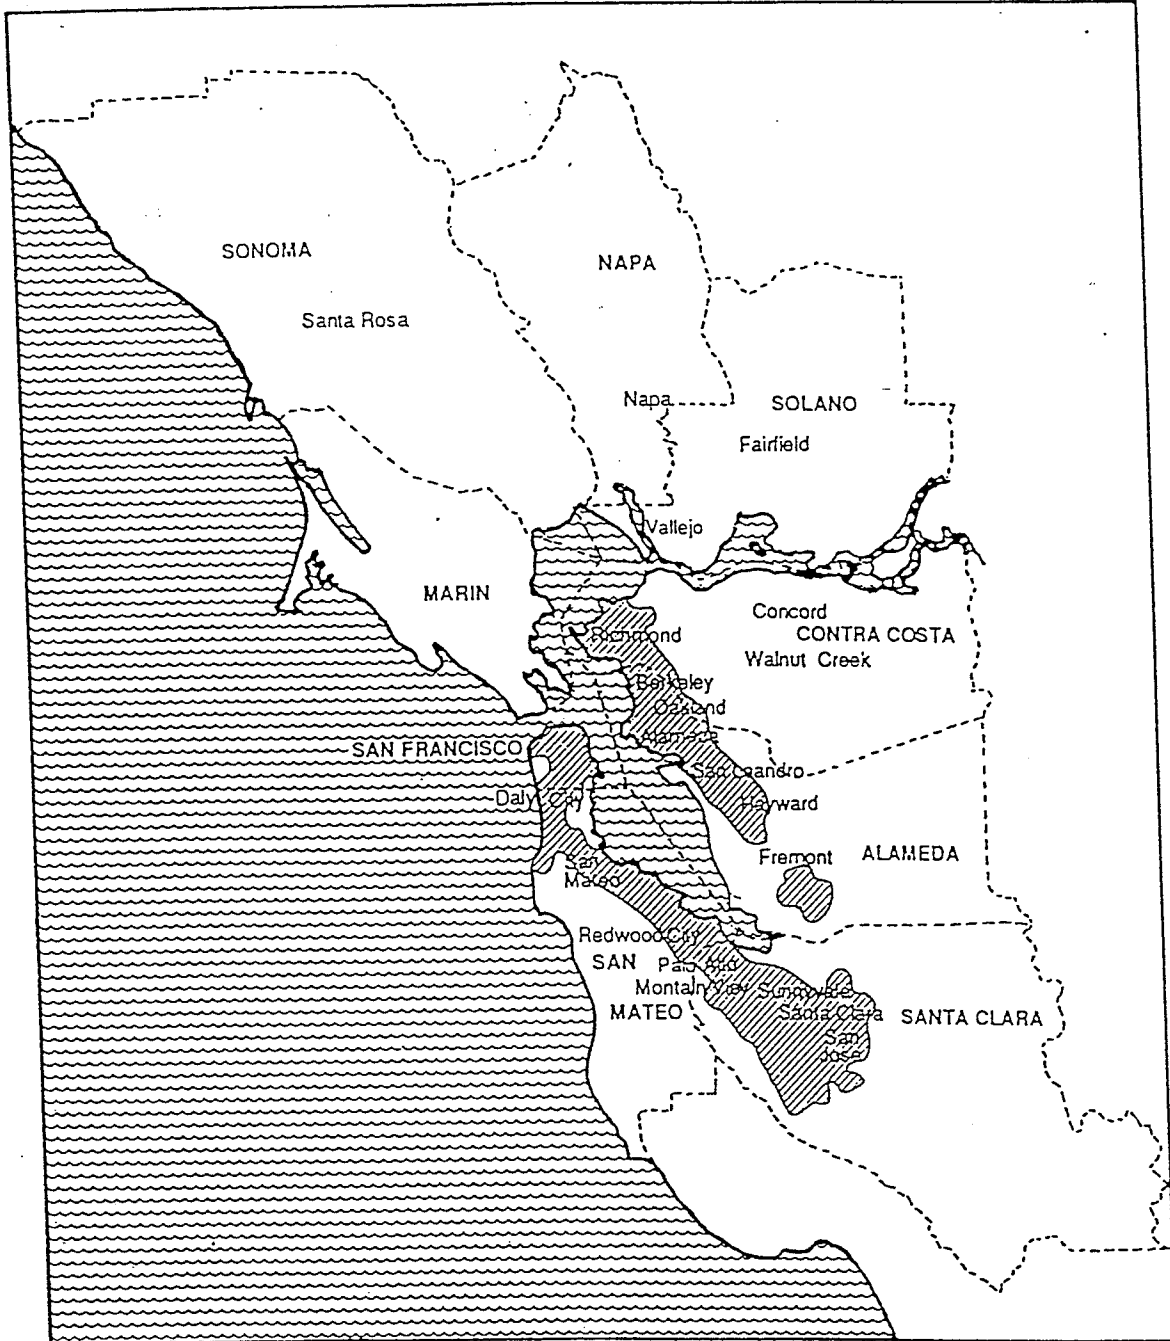 SONOMA
NAPA
Santa Rosa
Napa
SOLANO
Fairfield
Vallejo
MARIN
Concord
CONTRA COSTA
Richmond
Walnut Creek
Berkeley
Oakland
Alameda
SAN FRANCISCO
San Leandro
Daly City
Hayward
Fremont
ALAMEDA
San
Mateo
Redwood City
SAN
Palo Alto
Montain View
Sunnyvale
MATEO
Santa Clara
SANTA CLARA
San
Jose